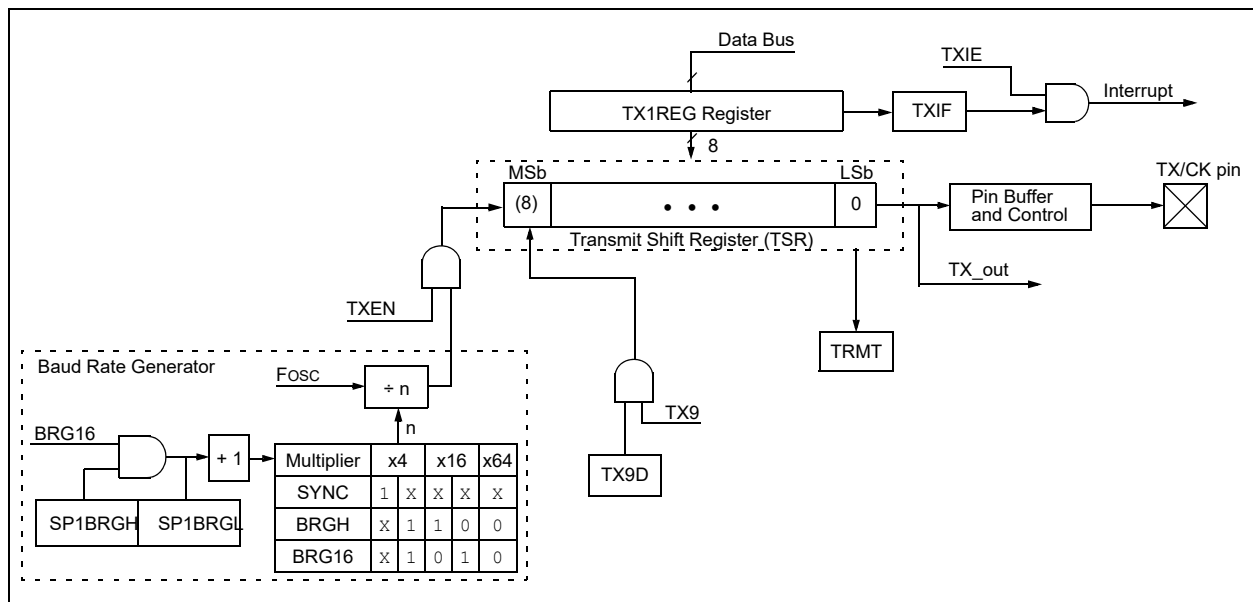 Data Bus
TXIE
Interrupt
TX1REG Register
TXIF
8
MSb
LSb
TX/CK pin
(8)
• • •
0
Pin Buffer
and Control
Transmit Shift Register (TSR)
TX_out
TXEN
TRMT
Baud Rate Generator
FOSC
÷ n
n
TX9
BRG16
+ 1
Multiplier x4 x16 x64
TX9D
SYNC 1 X X X X
SP1BRGH SP1BRGL
BRGH X 1 1 0 0
BRG16 X 1 0 1 0